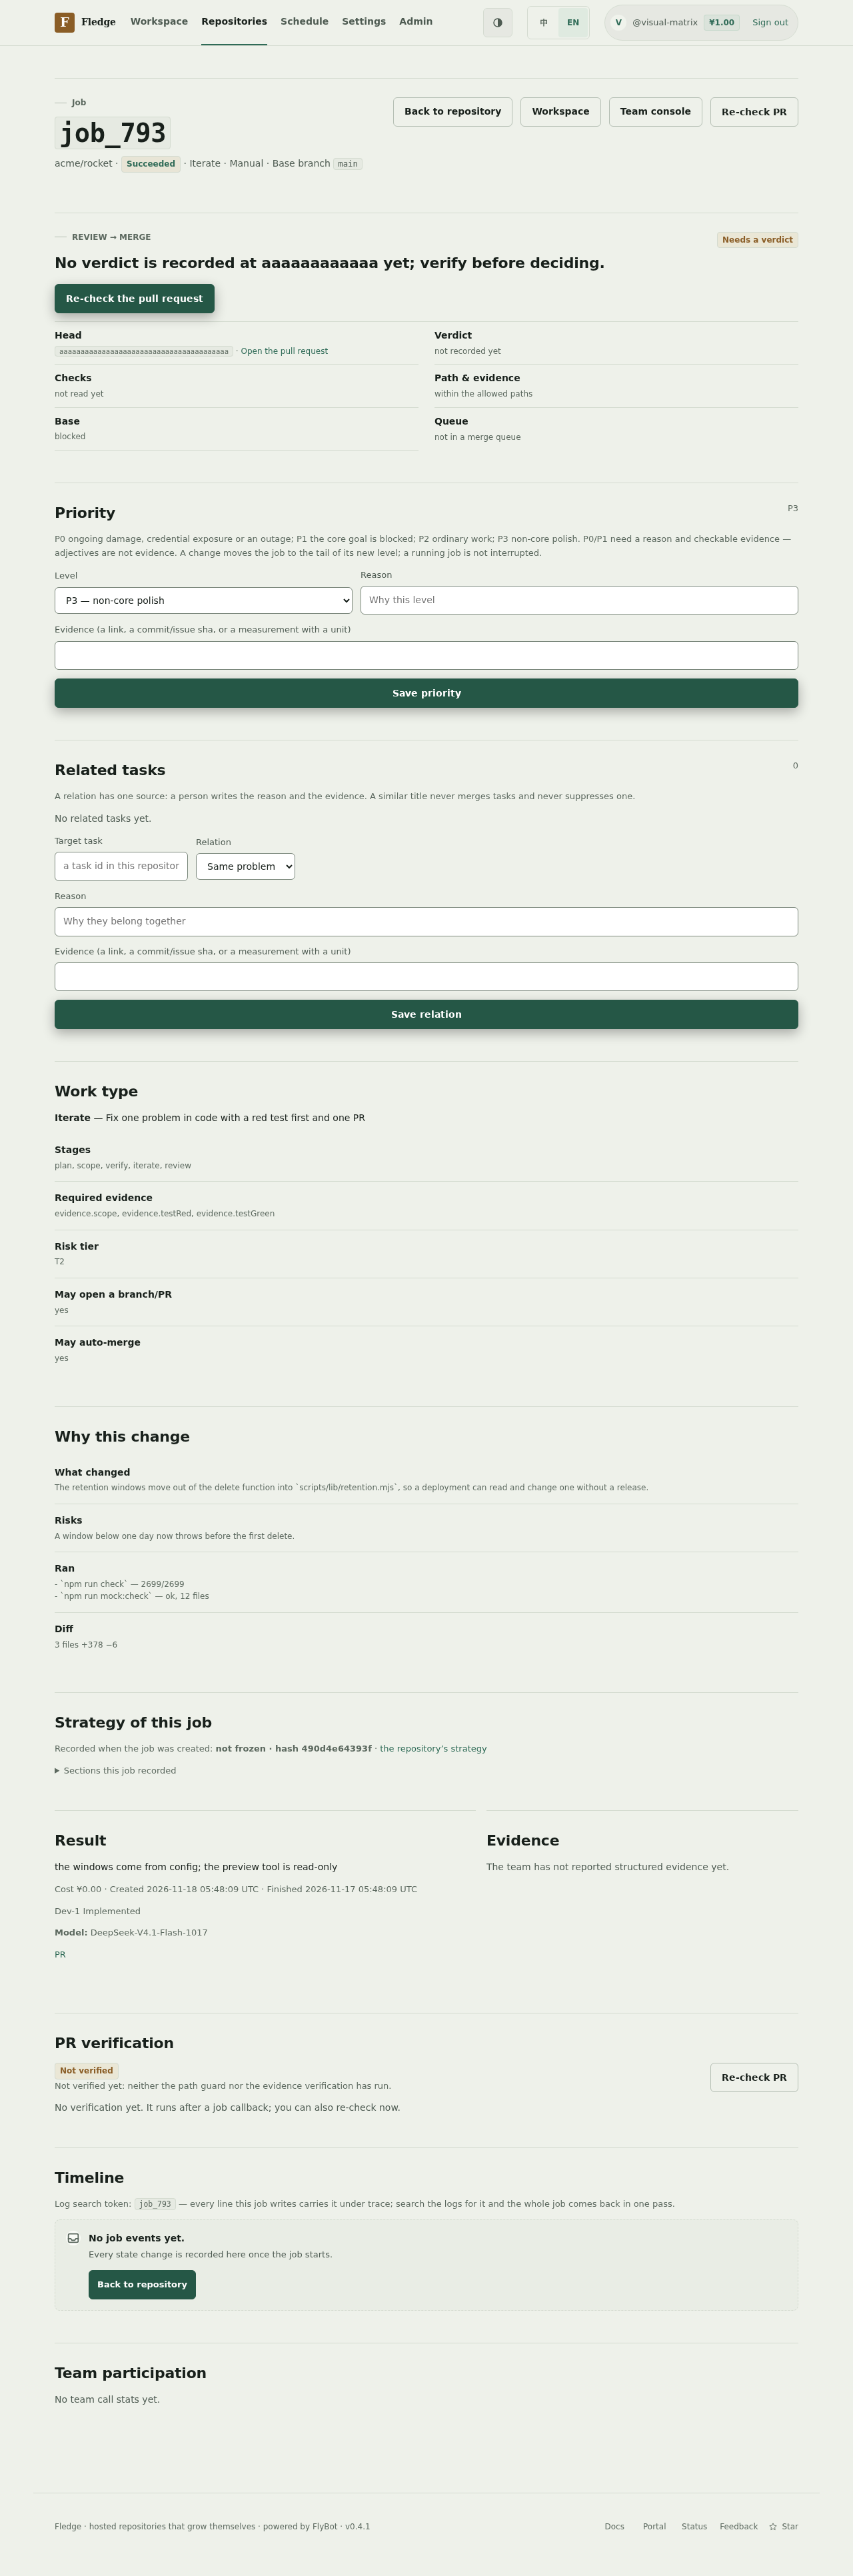 F Fledge Workspace Repositories Schedule Settings Admin 中 EN V @visual-matrix ¥1.00 Sign out
Job
job_793
acme/rocket · Succeeded · Iterate · Manual · Base branch main
Back to repository Workspace Team console Re-check PR
REVIEW → MERGE
Needs a verdict
No verdict is recorded at aaaaaaaaaaaa yet; verify before deciding.
Re-check the pull request
Head
aaaaaaaaaaaaaaaaaaaaaaaaaaaaaaaaaaaaaaaa · Open the pull request
Verdict
not recorded yet
Checks
not read yet
Path & evidence
within the allowed paths
Base
blocked
Queue
not in a merge queue
Priority
P3
P0 ongoing damage, credential exposure or an outage; P1 the core goal is blocked; P2 ordinary work; P3 non-core polish. P0/P1 need a reason and checkable evidence —
adjectives are not evidence. A change moves the job to the tail of its new level; a running job is not interrupted.
Level
P3 — non-core polish
Reason
Why this level
Evidence (a link, a commit/issue sha, or a measurement with a unit)
Save priority
Related tasks
0
A relation has one source: a person writes the reason and the evidence. A similar title never merges tasks and never suppresses one.
No related tasks yet.
Target task
a task id in this repositor
Relation
Same problem
Reason
Why they belong together
Evidence (a link, a commit/issue sha, or a measurement with a unit)
Save relation
Work type
Iterate — Fix one problem in code with a red test first and one PR
Stages
plan, scope, verify, iterate, review
Required evidence
evidence.scope, evidence.testRed, evidence.testGreen
Risk tier
T2
May open a branch/PR
yes
May auto-merge
yes
Why this change
What changed
The retention windows move out of the delete function into `scripts/lib/retention.mjs`, so a deployment can read and change one without a release.
Risks
A window below one day now throws before the first delete.
Ran
- `npm run check` — 2699/2699
- `npm run mock:check` — ok, 12 files
Diff
3 files +378 −6
Strategy of this job
Recorded when the job was created: not frozen · hash 490d4e64393f · the repository's strategy
Sections this job recorded
Result
the windows come from config; the preview tool is read-only
Cost ¥0.00 · Created 2026-11-18 05:48:09 UTC · Finished 2026-11-17 05:48:09 UTC
Dev-1 Implemented
Model: DeepSeek-V4.1-Flash-1017
PR
Evidence
The team has not reported structured evidence yet.
PR verification
Not verified
Not verified yet: neither the path guard nor the evidence verification has run.
Re-check PR
No verification yet. It runs after a job callback; you can also re-check now.
Timeline
Log search token: job_793 — every line this job writes carries it under trace; search the logs for it and the whole job comes back in one pass.
No job events yet.
Every state change is recorded here once the job starts.
Back to repository
Team participation
No team call stats yet.
Fledge · hosted repositories that grow themselves · powered by FlyBot · v0.4.1
Docs Portal Status Feedback Star